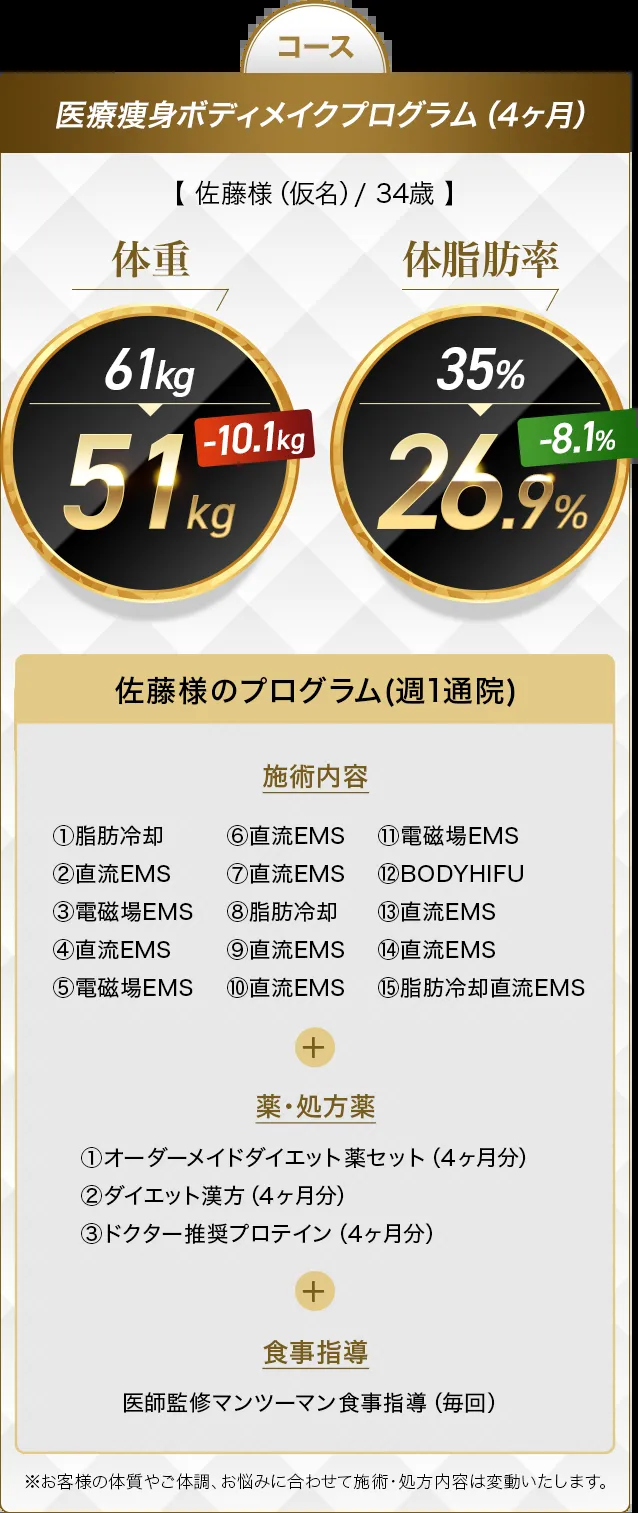 コース
医療痩身ボディメイクプログラム（4ヶ月）
【 佐藤様（仮名）/ 34歳 】
体重
体脂肪率
61kg
51kg
-10.1kg
35%
26.9%
-8.1%
佐藤様のプログラム(週1通院)
施術内容
①脂肪冷却
②直流EMS
③電磁場EMS
④直流EMS
⑤電磁場EMS
⑥直流EMS
⑦直流EMS
⑧脂肪冷却
⑨直流EMS
⑩直流EMS
⑪電磁場EMS
⑫BODYHIFU
⑬直流EMS
⑭直流EMS
⑮脂肪冷却直流EMS
+
薬・処方薬
①オーダーメイドダイエット薬セット（4ヶ月分）
②ダイエット漢方（4ヶ月分）
③ドクター推奨プロテイン（4ヶ月分）
+
食事指導
医師監修マンツーマン食事指導（毎回）
※お客様の体質やご体調、お悩みに合わせて施術・処方内容は変動いたします。